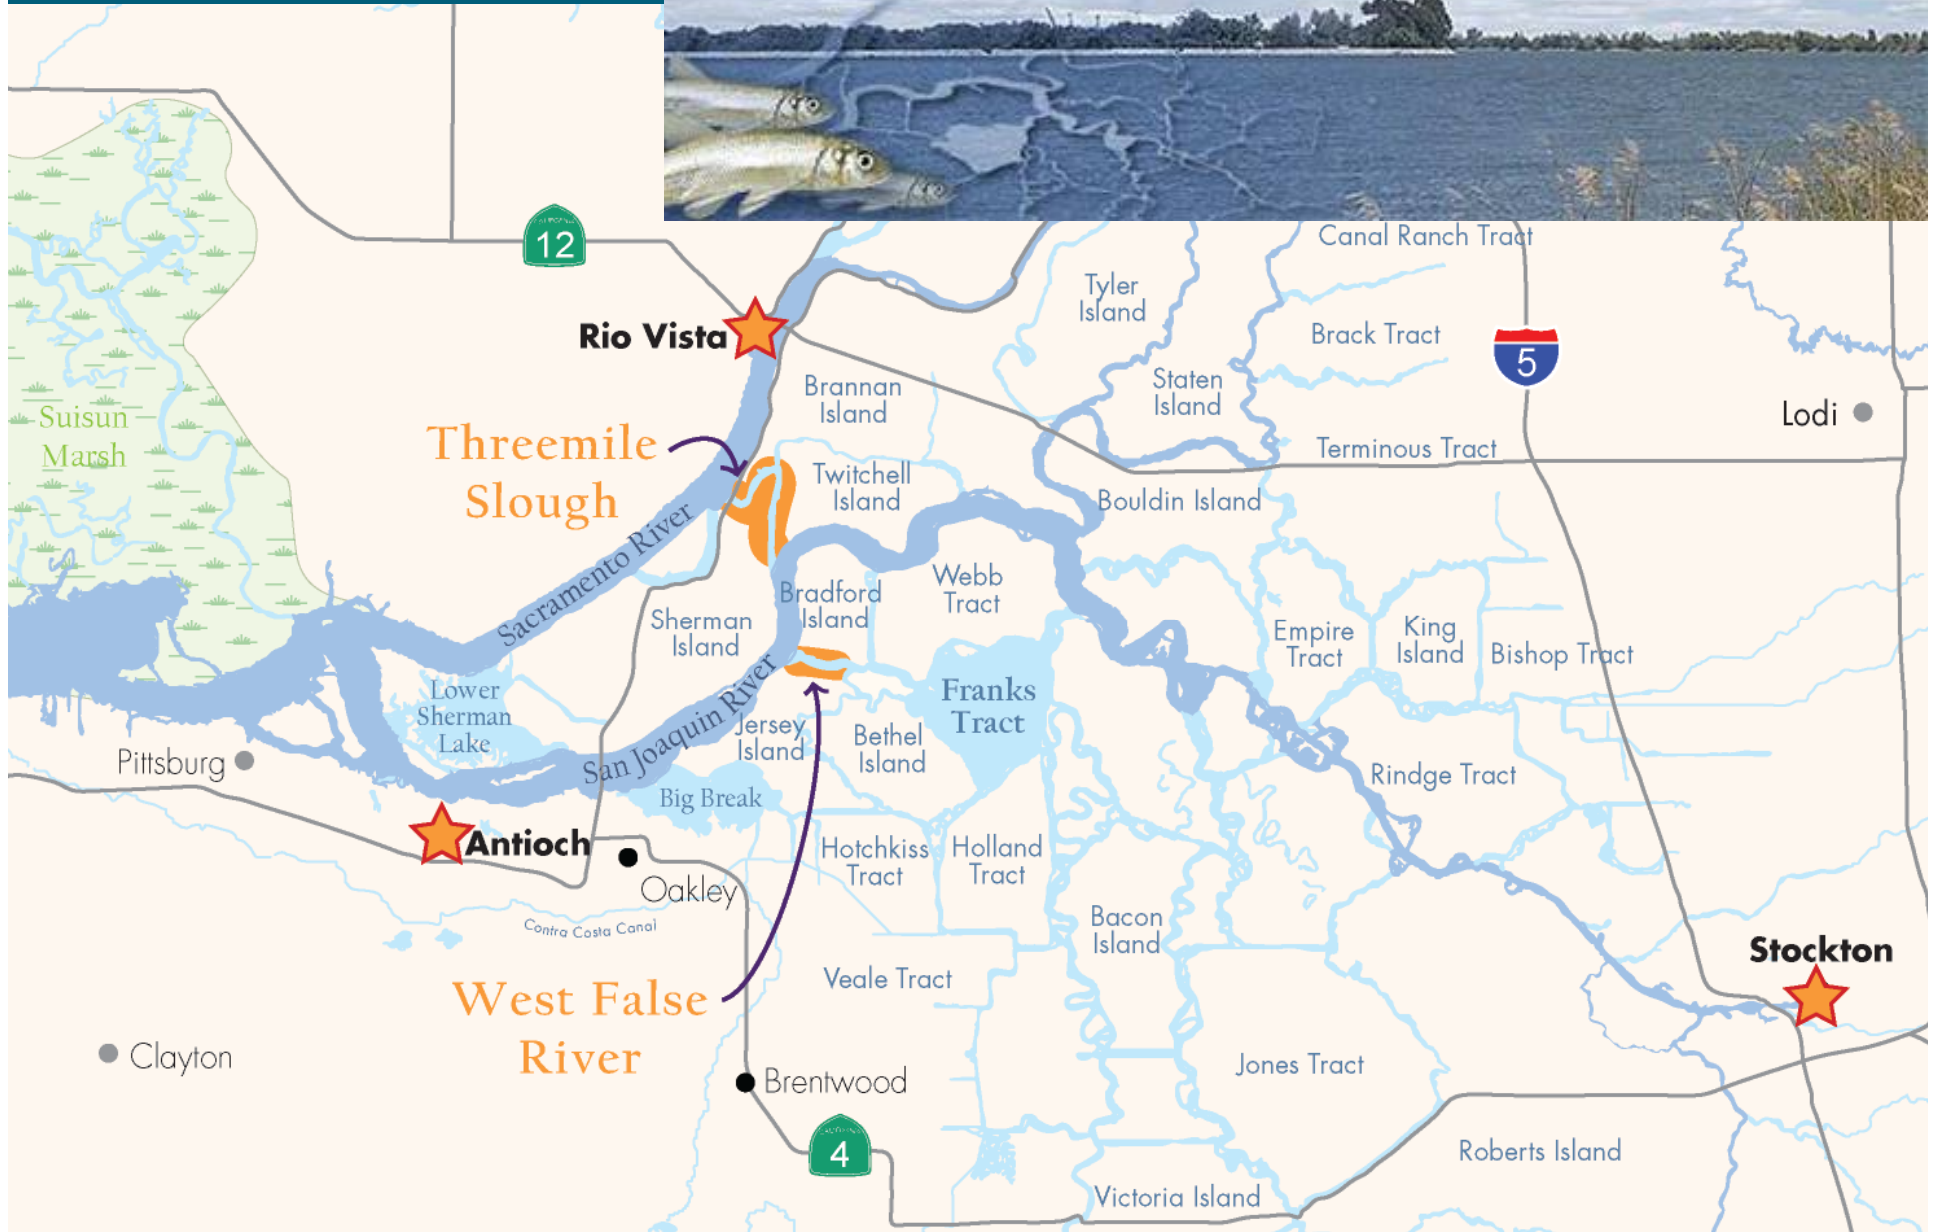 Canal Ranch Tract
12
Tyler
Island
Rio Vista
Brack Tract
5
Brannan
Island
Staten
Island
Lodi
Suisun
Marsh
Threemile
Slough
Terminous Tract
Twitchell
Island
Bouldin Island
Sacramento River
Webb
Tract
Bradford
Island
Sherman
Island
Empire
Tract
King
Island
Bishop Tract
Lower
Sherman
Lake
Franks
Tract
San Joaquin River
Jersey
Island
Bethel
Island
Pittsburg
Rindge Tract
Big Break
Antioch
Hotchkiss
Tract
Holland
Tract
Oakley
Contra Costa Canal
Bacon
Island
Stockton
Veale Tract
West False
River
Clayton
Jones Tract
Brentwood
4
Roberts Island
Victoria Island